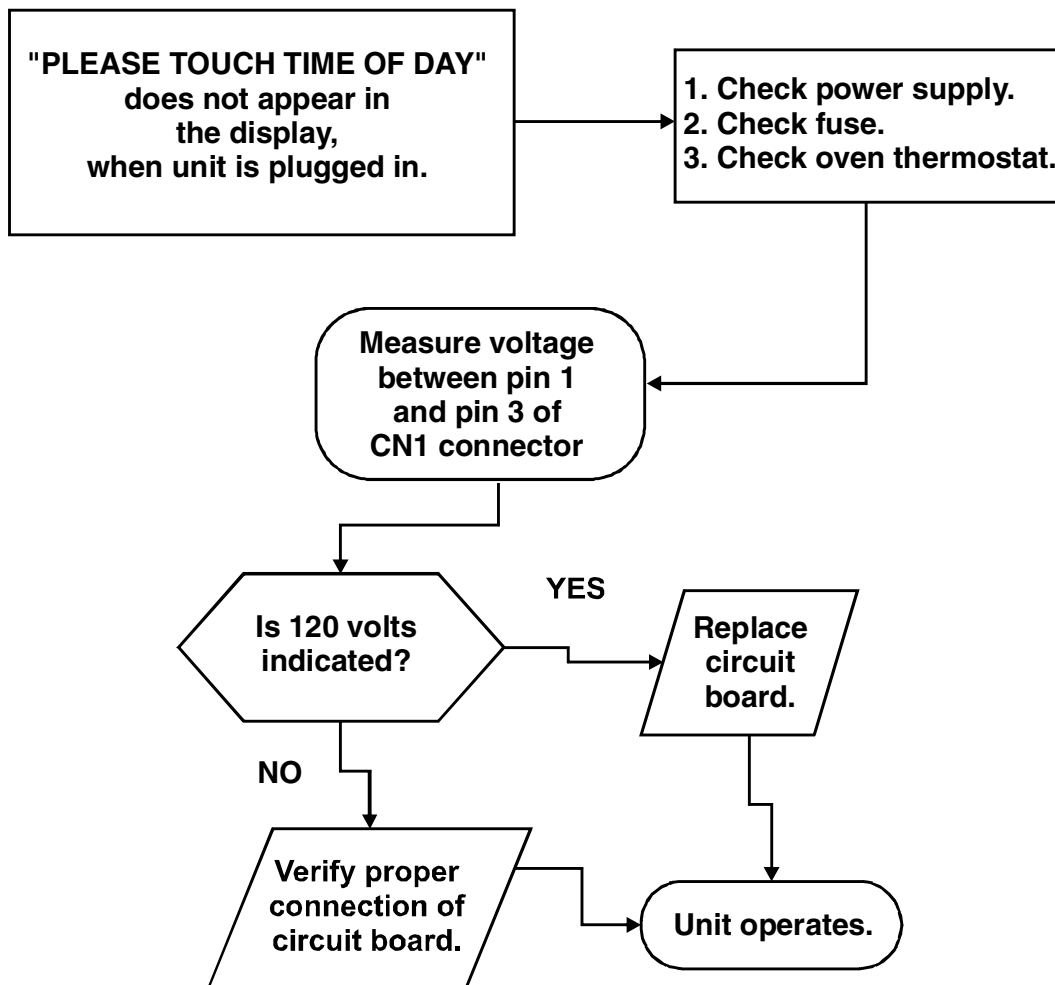 "PLEASE TOUCH TIME OF DAY"
does not appear in
the display,
when unit is plugged in.
1. Check power supply.
2. Check fuse.
3. Check oven thermostat.
Measure voltage
between pin 1
and pin 3 of
CN1 connector
Is 120 volts
indicated?
YES
Replace
circuit
board.
NO
Verify proper
connection of
circuit board.
Unit operates.